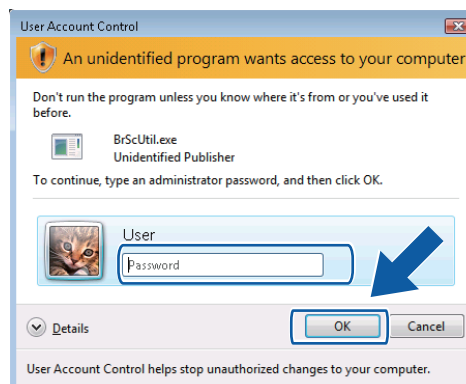 User Account Control
An unidentified program wants access to your computer
Don't run the program unless you know where it's from or you've used it
before.
BrScUtil.exe
Unidentified Publisher
To continue, type an administrator password, and then click OK.
User
Password
Details
OK
Cancel
User Account Control helps stop unauthorized changes to your computer.